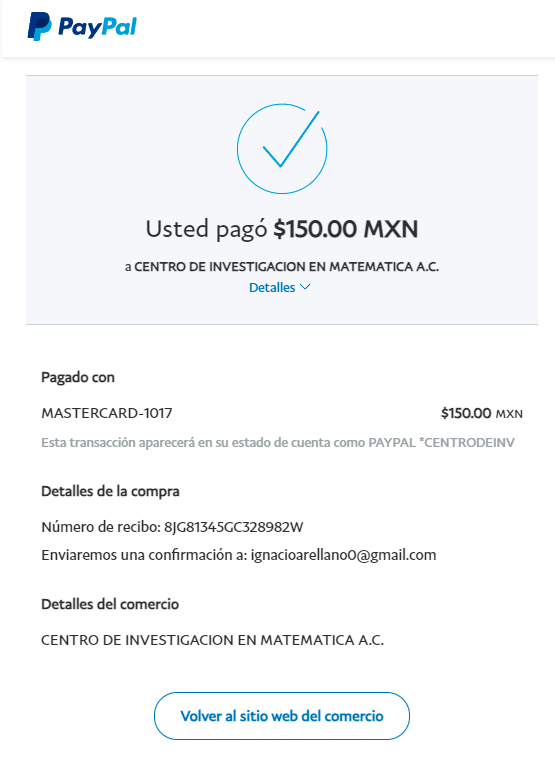 PayPal
Usted pagó $150.00 MXN
a CENTRO DE INVESTIGACION EN MATEMATICA A.C.
Detalles
Pagado con
MASTERCARD-1017 $150.00 MXN
Esta transacción aparecerá en su estado de cuenta como PAYPAL *CENTRODEINV
Detalles de la compra
Número de recibo: 8JG81345GC328982W
Enviaremos una confirmación a: ignacioarellano0@gmail.com
Detalles del comercio
CENTRO DE INVESTIGACION EN MATEMATICA A.C.
Volver al sitio web del comercio